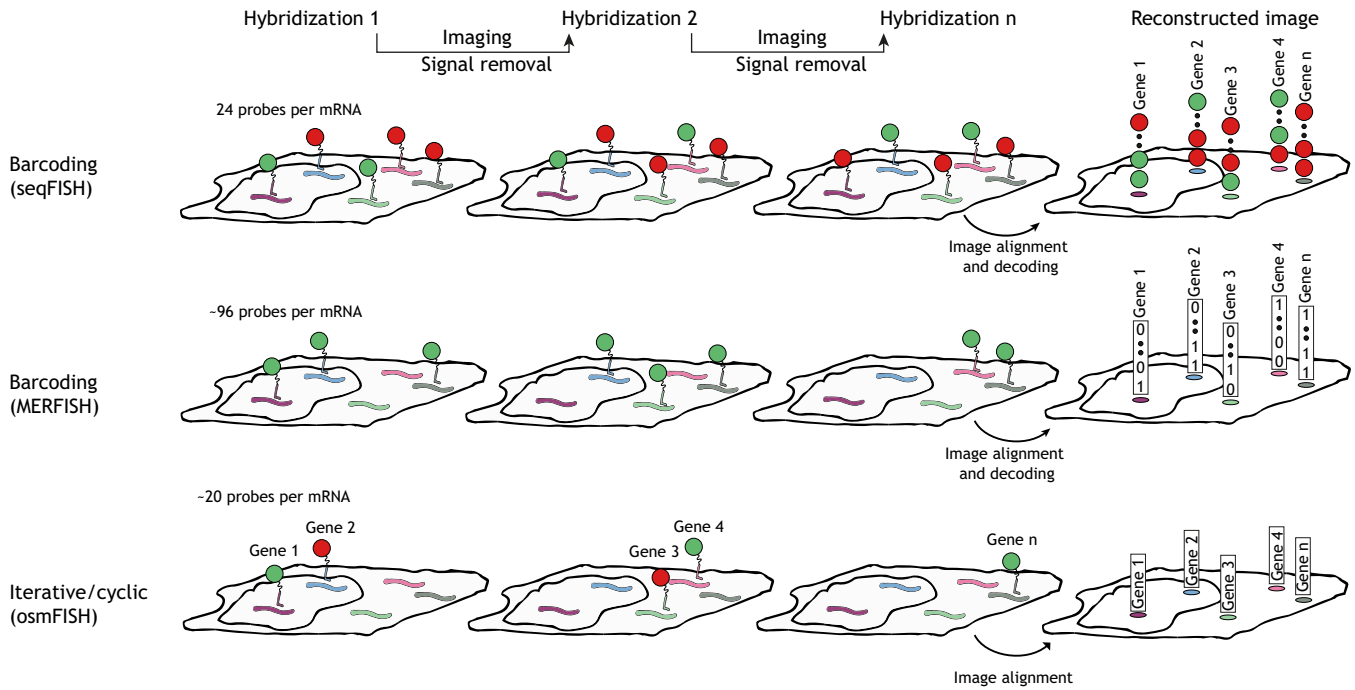 Hybridization 1
Hybridization 2
Hybridization n
Reconstructed image
Imaging
Signal removal
Imaging
Signal removal
Barcoding
(seqFISH)
24 probes per mRNA
Gene 1
Gene 2
Gene 3
Gene 4
Gene n
Image alignment
and decoding
Barcoding
(MERFISH)
~96 probes per mRNA
Gene 1
Gene 2
Gene 3
Gene 4
Gene n
0 0 1
0 1 1
0 1 0
1 0 0
1 1 1
Image alignment
and decoding
Iterative/cyclic
(osmFISH)
~20 probes per mRNA
Gene 1
Gene 2
Gene 3
Gene 4
Gene n
Gene 1
Gene 2
Gene 3
Gene 4
Gene n
Image alignment